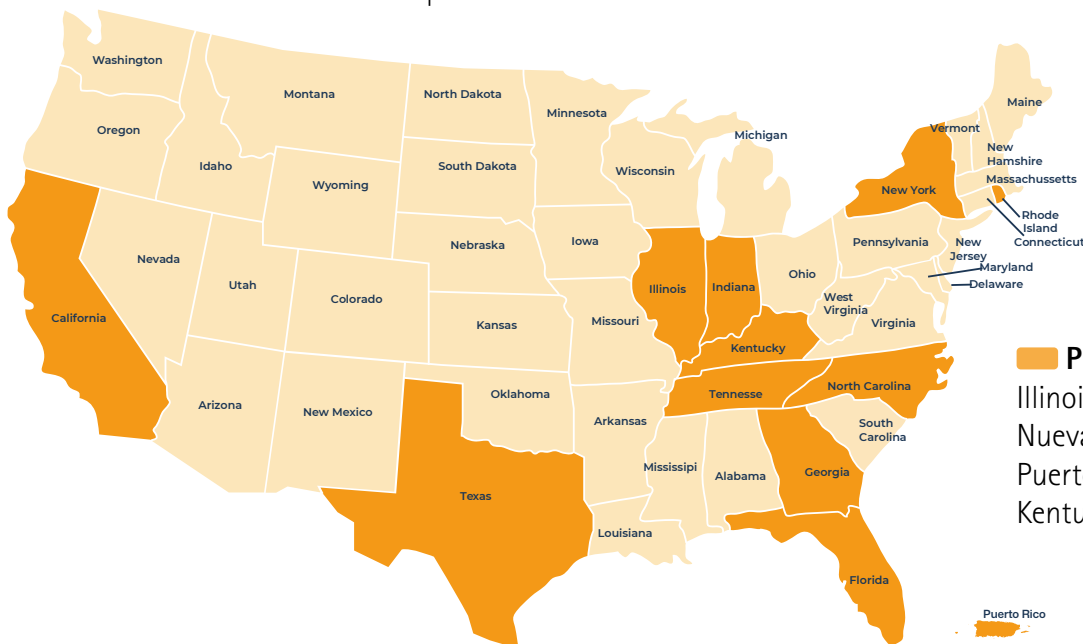 Washington
Montana
North Dakota
Minnesota
Maine
Oregon
Idaho
Wyoming
South Dakota
Wisconsin
Michigan
Vermont
New
Hamshire
Massachussetts
New York
Rhode
Island
Connecticut
Nevada
Utah
Colorado
Nebraska
Iowa
Illinois
Indiana
Ohio
Pennsylvania
New
Jersey
Maryland
Delaware
California
Kansas
Missouri
Kentucky
West
Virginia
Virginia
Arizona
New Mexico
Oklahoma
Arkansas
Tennesse
North Carolina
South
Carolina
Texas
Louisiana
Mississipi
Alabama
Georgia
Florida
Puerto Rico
P
Illinoi
Nueva
Puert
Kentu